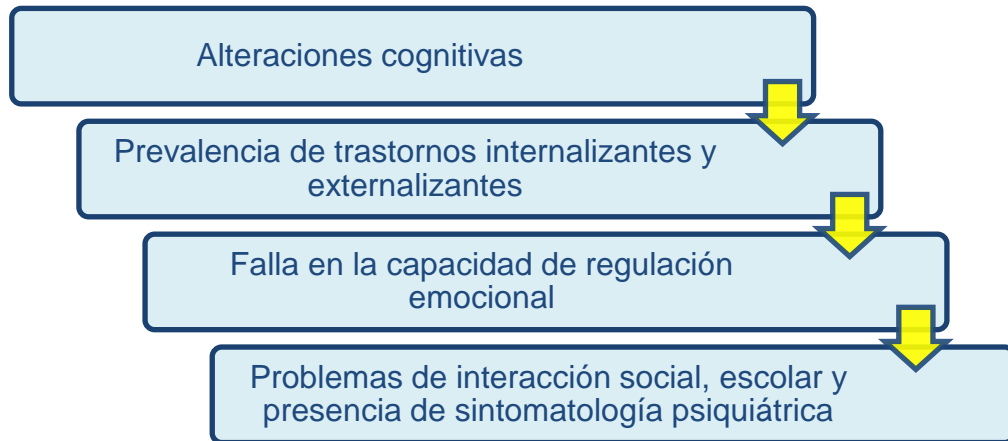 Alteraciones cognitivas
Prevalencia de trastornos internalizantes y
externalizantes
Falla en la capacidad de regulación
emocional
Problemas de interacción social, escolar y
presencia de sintomatología psiquiátrica